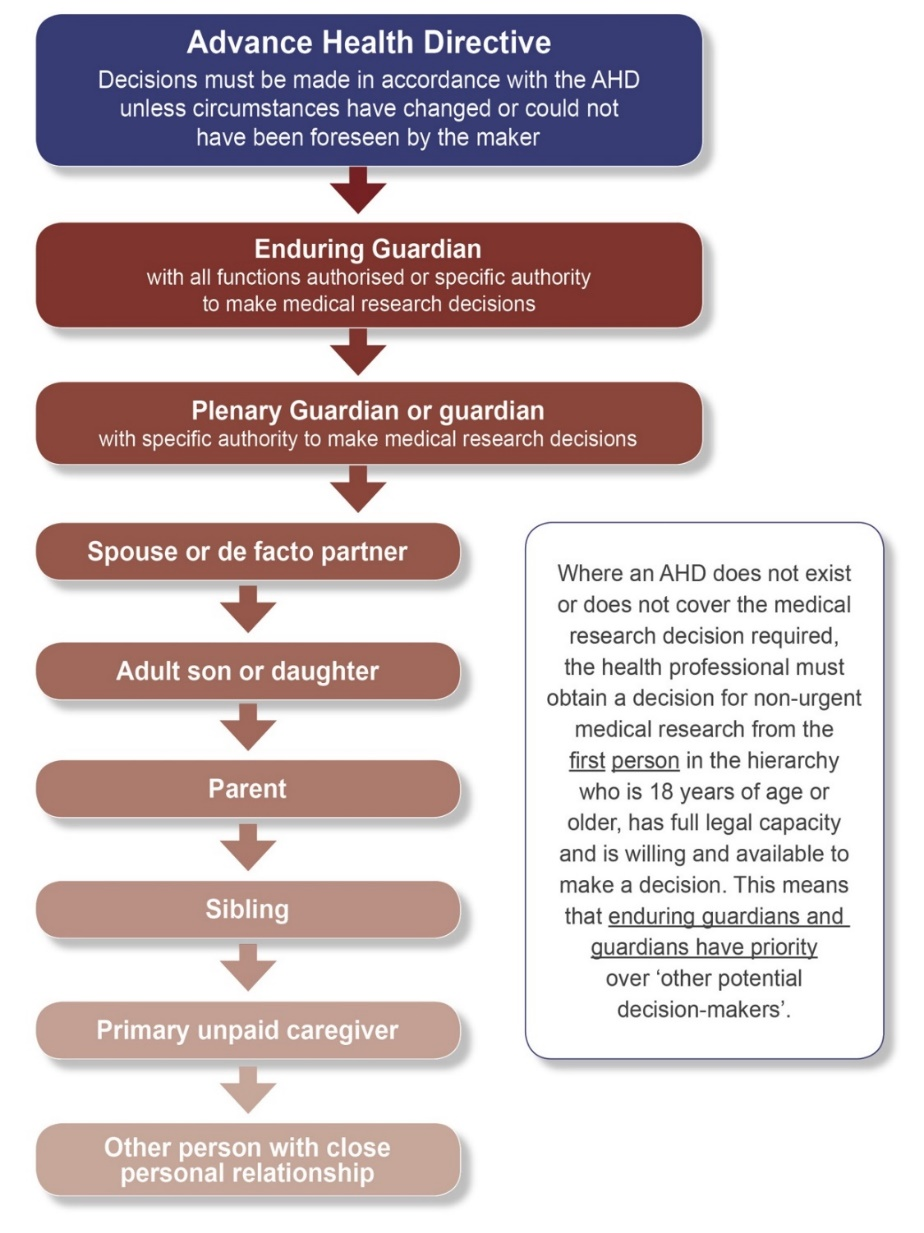 Advance Health Directive
Decisions must be made in accordance with the AHD
unless circumstances have changed or could not
have been foreseen by the maker
Enduring Guardian
with all functions authorised or specific authority
to make medical research decisions
Plenary Guardian or guardian
with specific authority to make medical research decisions
Spouse or de facto partner
Adult son or daughter
Parent
Sibling
Primary unpaid caregiver
Other person with close
personal relationship
Where an AHD does not exist
or does not cover the medical
research decision required,
the health professional must
obtain a decision for non-urgent
medical research from the
first person in the hierarchy
who is 18 years of age or
older, has full legal capacity
and is willing and available to
make a decision. This means
that enduring guardians and
guardians have priority
over ‘other potential
decision-makers’.